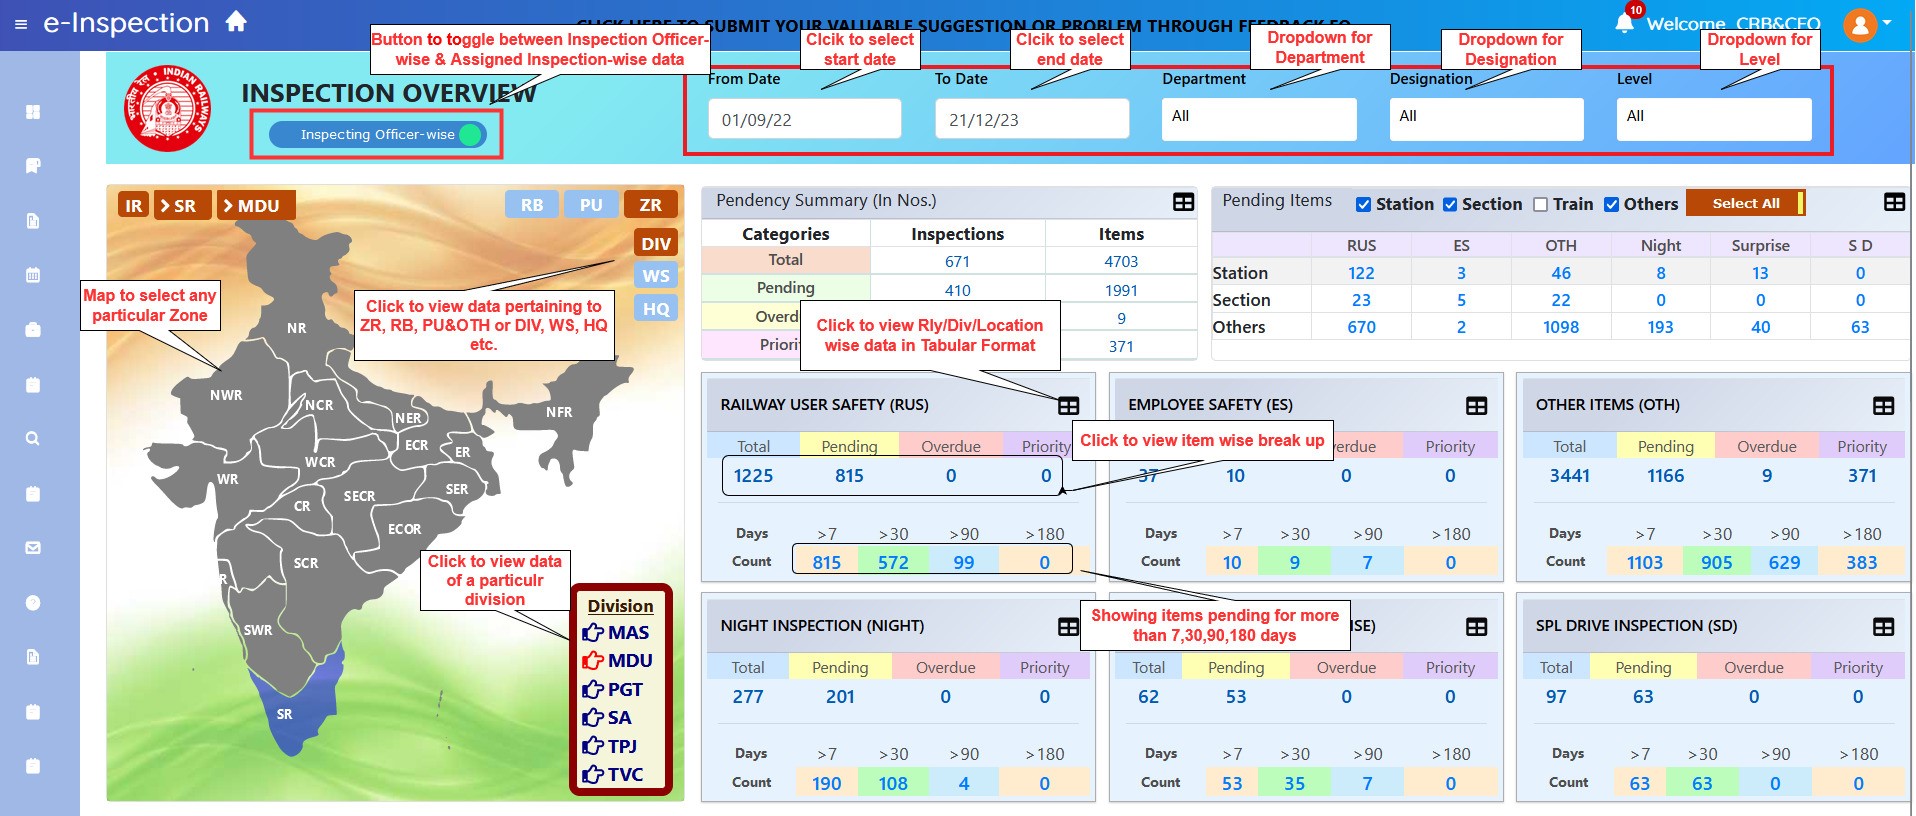 e-Inspection
CLICK HERE TO SUBMIT YOUR VALUABLE SUGGESTION OR PROBLEM THROUGH FEEDBACK FO
10
Welcome CRB&CEO
Button to toggle between Inspection Officer-
wise & Assigned Inspection-wise data
Clcik to select
start date
Clcik to select
end date
Dropdown for
Department
Dropdown for
Designation
Dropdown for
Level
INDIAN RAILWAYS
भारतीय रेल
INSPECTION OVERVIEW
Inspecting Officer-wise
From Date
To Date
Department
Designation
Level
01/09/22
21/12/23
All
All
All
IR
SR
MDU
RB
PU
ZR
DIV
WS
HQ
Map to select any
particular Zone
Click to view data pertaining to
ZR, RB, PU&OTH or DIV, WS, HQ
etc.
NR
NWR
NCR
NER
NFR
ECR
ER
WCR
WR
SECR
SER
CR
ECOR
SCR
R
SWR
SR
Click to view data
of a particulr
division
Division
MAS
MDU
PGT
SA
TPJ
TVC
Pendency Summary (In Nos.)
Categories Inspections Items
Total 671 4703
Pending 410 1991
Overd 9
Priorit 371
Click to view Rly/Div/Location
wise data in Tabular Format
Pending Items Station Section Train Others Select All
RUS ES OTH Night Surprise S D
Station 122 3 46 8 13 0
Section 23 5 22 0 0 0
Others 670 2 1098 193 40 63
RAILWAY USER SAFETY (RUS)
Total Pending Overdue Priority
1225 815 0 0
Days >7 >30 >90 >180
Count 815 572 99 0
Click to view item wise break up
EMPLOYEE SAFETY (ES)
verdue Priority
37 10 0 0
Days >7 >30 >90 >180
Count 10 9 7 0
OTHER ITEMS (OTH)
Total Pending Overdue Priority
3441 1166 9 371
Days >7 >30 >90 >180
Count 1103 905 629 383
Showing items pending for more
than 7,30,90,180 days
NIGHT INSPECTION (NIGHT)
Total Pending Overdue Priority
277 201 0 0
Days >7 >30 >90 >180
Count 190 108 4 0
ISE)
Total Pending Overdue Priority
62 53 0 0
Days >7 >30 >90 >180
Count 53 35 7 0
SPL DRIVE INSPECTION (SD)
Total Pending Overdue Priority
97 63 0 0
Days >7 >30 >90 >180
Count 63 63 0 0